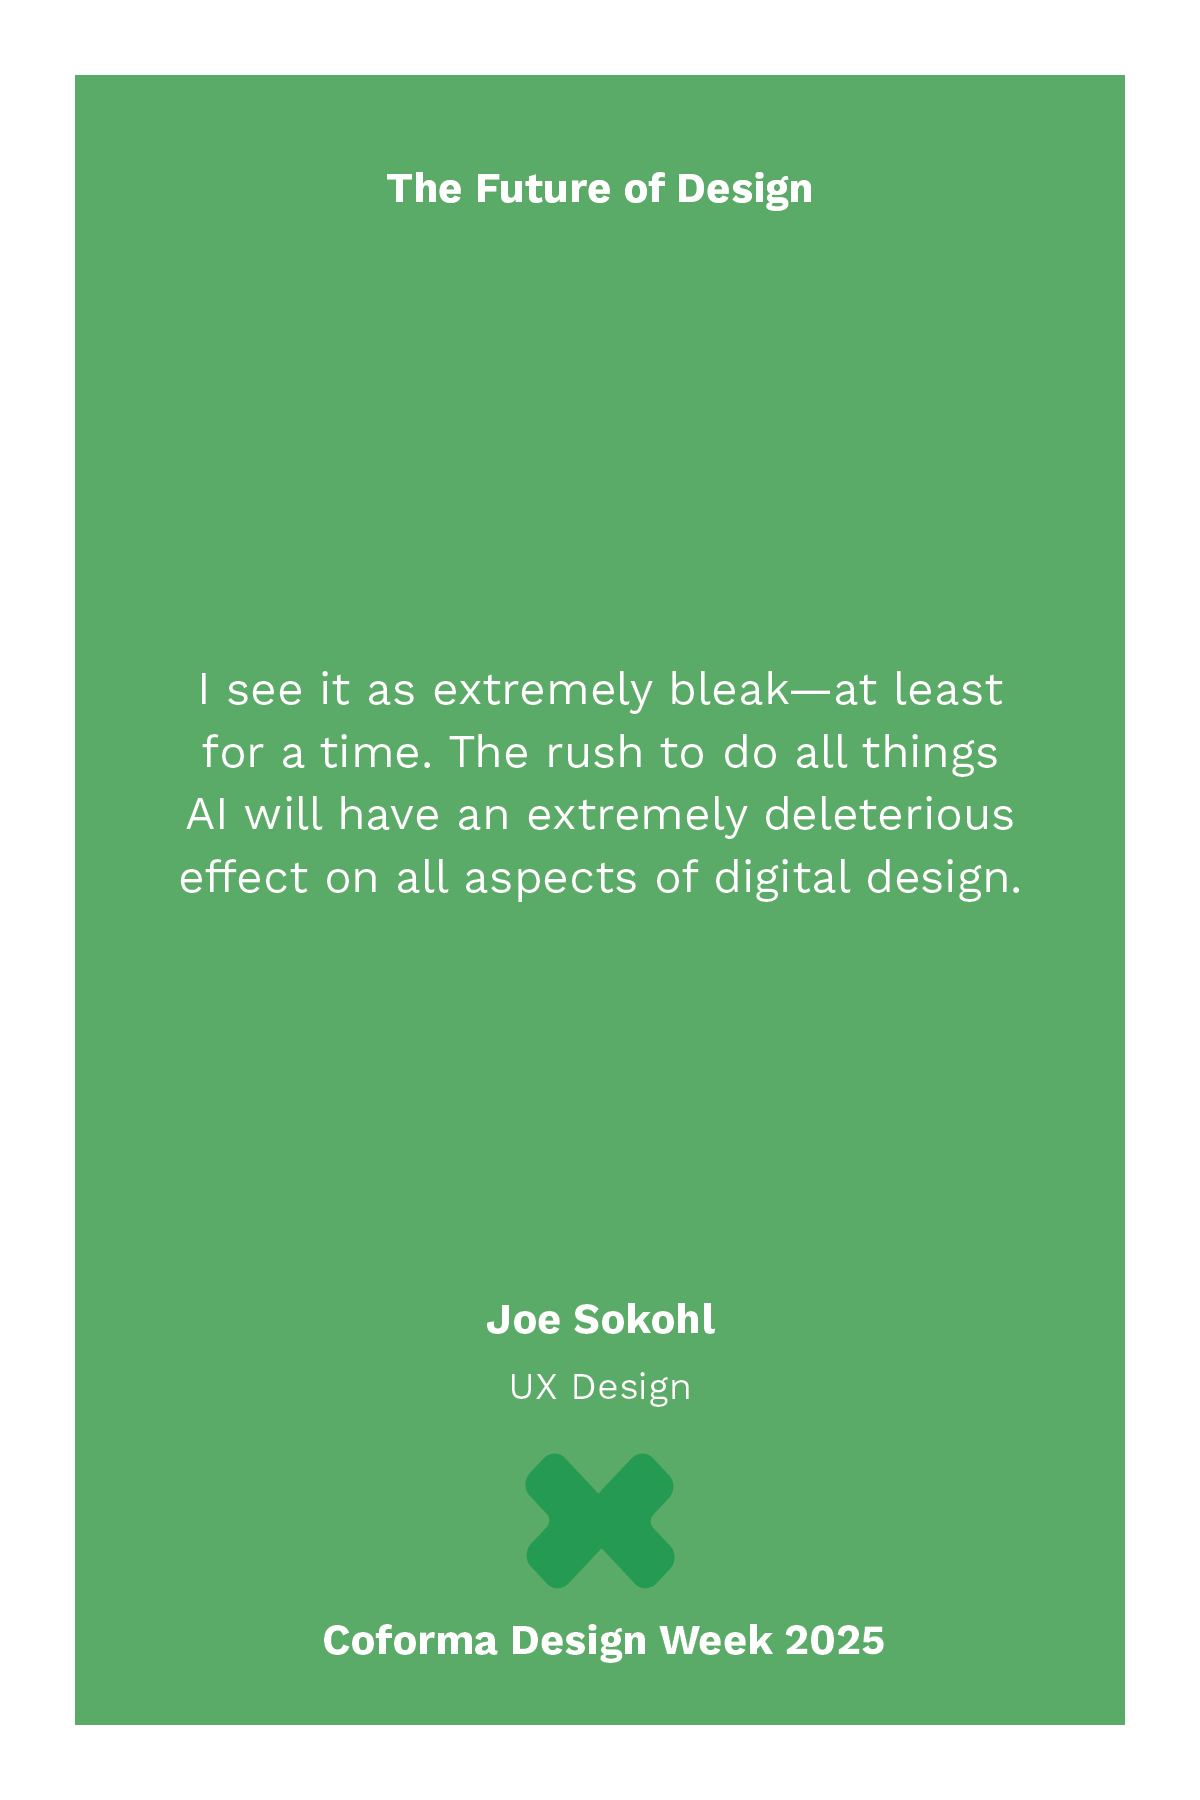 The Future of Design
I see it as extremely bleak—at least
for a time. The rush to do all things
AI will have an extremely deleterious
effect on all aspects of digital design.
Joe Sokohl
UX Design
Coforma Design Week 2025